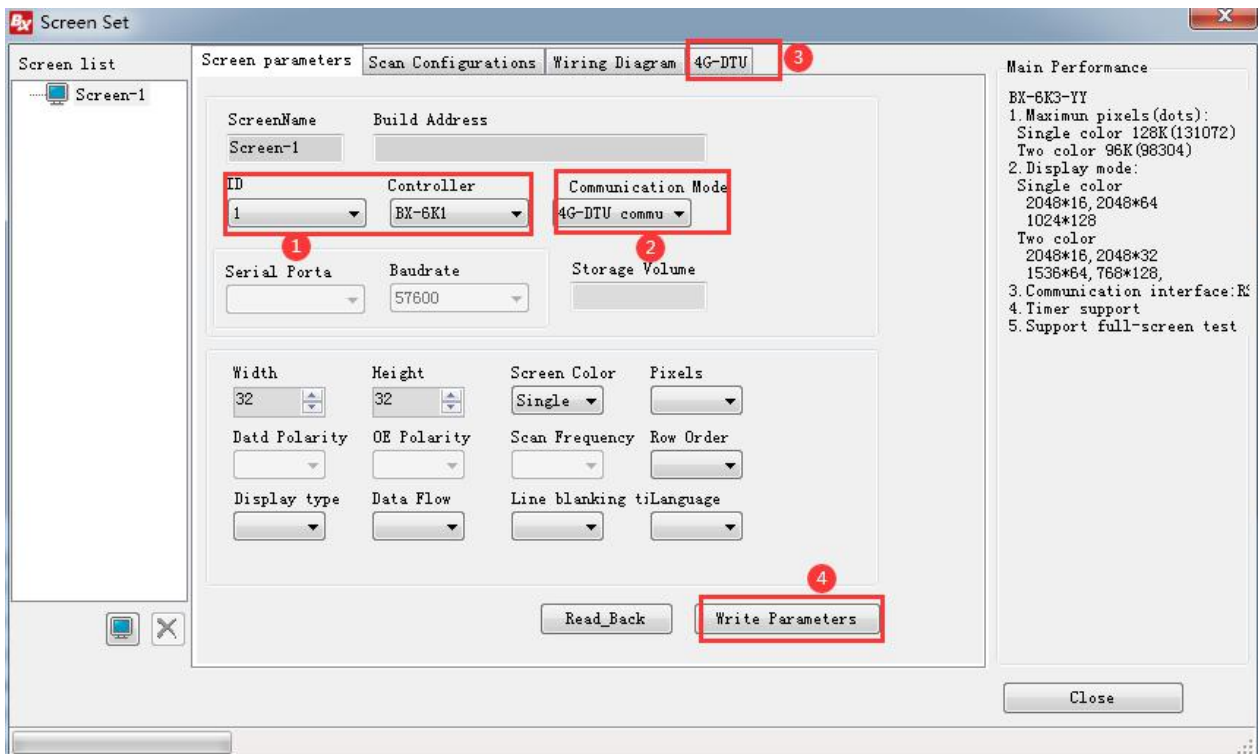 BX Screen Set
X
Screen list
Screen-1
Screen parameters
Scan Configurations
Wiring Diagram
4G-DTU
3
ScreenName
Build Address
Screen-1
ID
Controller
Communication Mode
1
BX-6K1
4G-DTU commu
1
2
Serial Porta
Baudrate
Storage Volume
57600
Width
Height
Screen Color
Pixels
32
32
Single
Datd Polarity
OE Polarity
Scan Frequency
Row Order
Display type
Data Flow
Line blanking ti
Language
4
Read_Back
Write Parameters
Main Performance
BX-6K3-YY
1.Maximun pixels(dots):
Single color 128K(131072)
Two color 96K(98304)
2.Display mode:
Single color
2048*16,2048*64
1024*128
Two color
2048*16,2048*32
1536*64,768*128,
3.Communication interface:RS
4.Timer support
5.Support full-screen test
Close